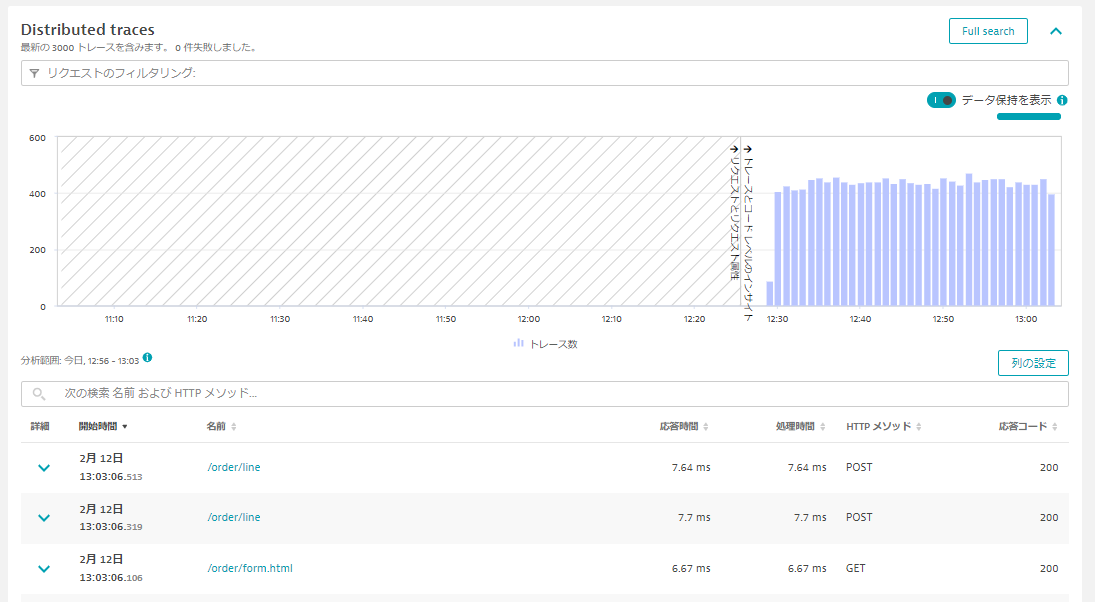 Distributed traces
Full search
最新の 3000 トレースを含みます。 0 件失敗しました。
リクエストのフィルタリング:
データ保持を表示
600
400
200
0
リクエストとリクエスト属性
トレースとコード レベルのインサイト
11:10 11:20 11:30 11:40 11:50 12:00 12:10 12:20 12:30 12:40 12:50 13:00
トレース数
分析範囲: 今日, 12:56 - 13:03
列の設定
次の検索 名前 および HTTP メソッド...
詳細 開始時間 名前 応答時間 処理時間 HTTP メソッド 応答コード
2月 12日
13:03:06.513
/order/line 7.64 ms 7.64 ms POST 200
2月 12日
13:03:06.319
/order/line 7.7 ms 7.7 ms POST 200
2月 12日
13:03:06.106
/order/form.html 6.67 ms 6.67 ms GET 200